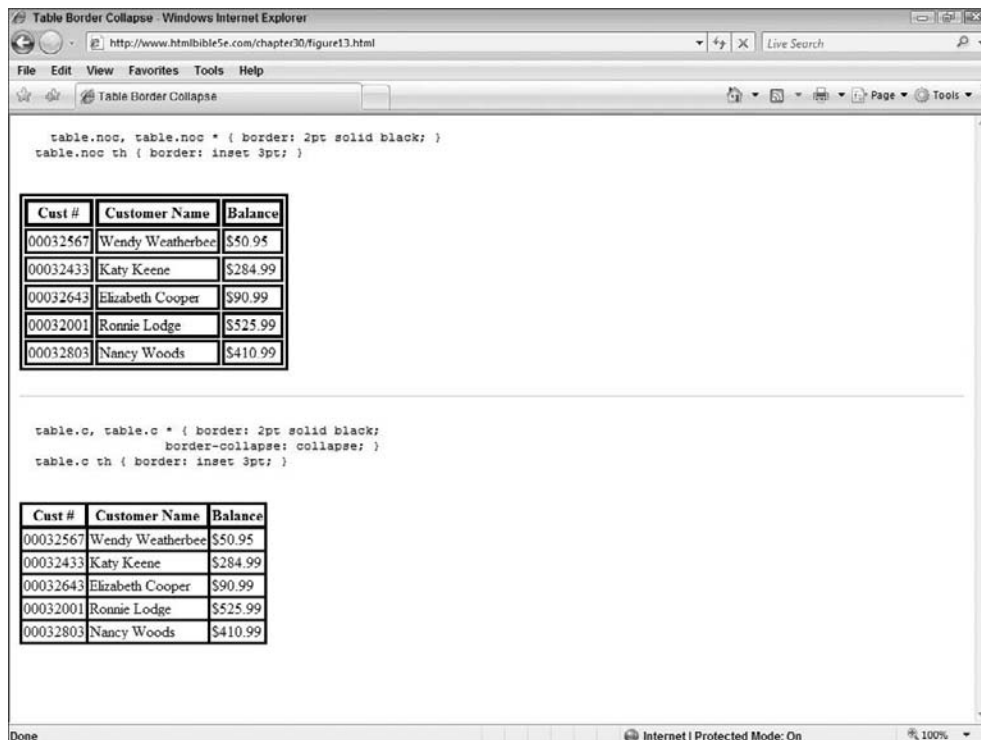 Table Border Collapse - Windows Internet Explorer
http://www.htmlbible5e.com/chapter30/figure13.html
Live Search
File Edit View Favorites Tools Help
Table Border Collapse
Page Tools
table.noc, table.noc * { border: 2pt solid black; }
table.noc th { border: inset 3pt; }
Cust # Customer Name Balance
00032567 Wendy Weatherbee $50.95
00032433 Katy Keene $284.99
00032643 Elizabeth Cooper $90.99
00032001 Ronnie Lodge $525.99
00032803 Nancy Woods $410.99
table.c, table.c * { border: 2pt solid black;
border-collapse: collapse; }
table.c th { border: inset 3pt; }
Cust # Customer Name Balance
00032567 Wendy Weatherbee $50.95
00032433 Katy Keene $284.99
00032643 Elizabeth Cooper $90.99
00032001 Ronnie Lodge $525.99
00032803 Nancy Woods $410.99
Done
Internet | Protected Mode: On
100%